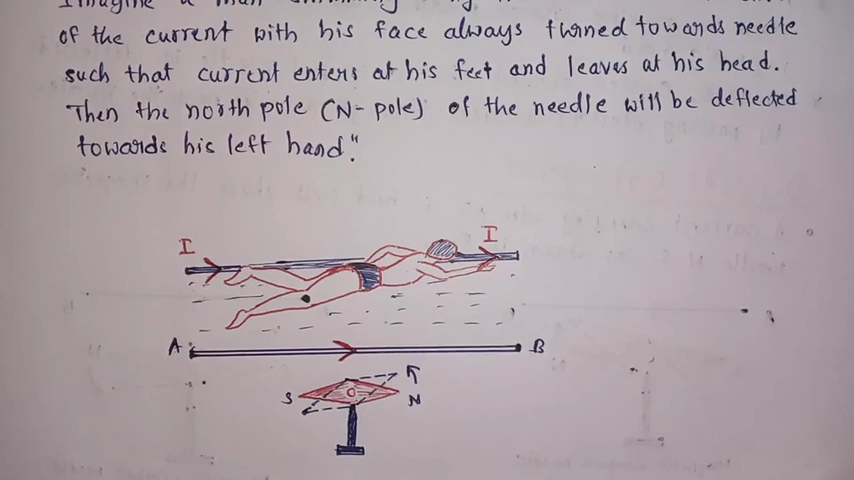 of the current with his face always turned towards needle
such that current enters at his feet and leaves at his head.
Then the north pole (N-pole) of the needle will be deflected
towards his left hand".
I
I
A
B
S
N